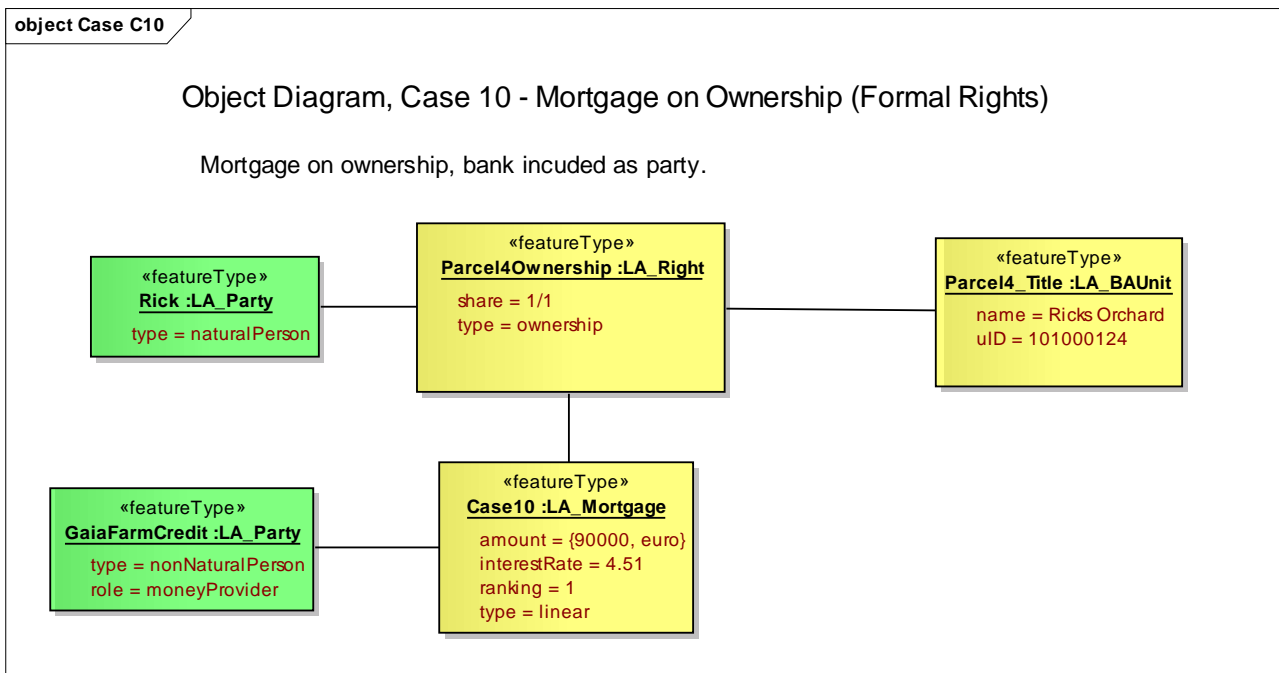 object Case C10
Object Diagram, Case 10 - Mortgage on Ownership (Formal Rights)
Mortgage on ownership, bank incuded as party.
«featureType»
Rick :LA_Party
type = naturalPerson
«featureType»
Parcel4Ownership :LA_Right
share = 1/1
type = ownership
«featureType»
Parcel4_Title :LA_BAUnit
name = Ricks Orchard
uID = 101000124
«featureType»
GaiaFarmCredit :LA_Party
type = nonNaturalPerson
role = moneyProvider
«featureType»
Case10 :LA_Mortgage
amount = {90000, euro}
interestRate = 4.51
ranking = 1
type = linear